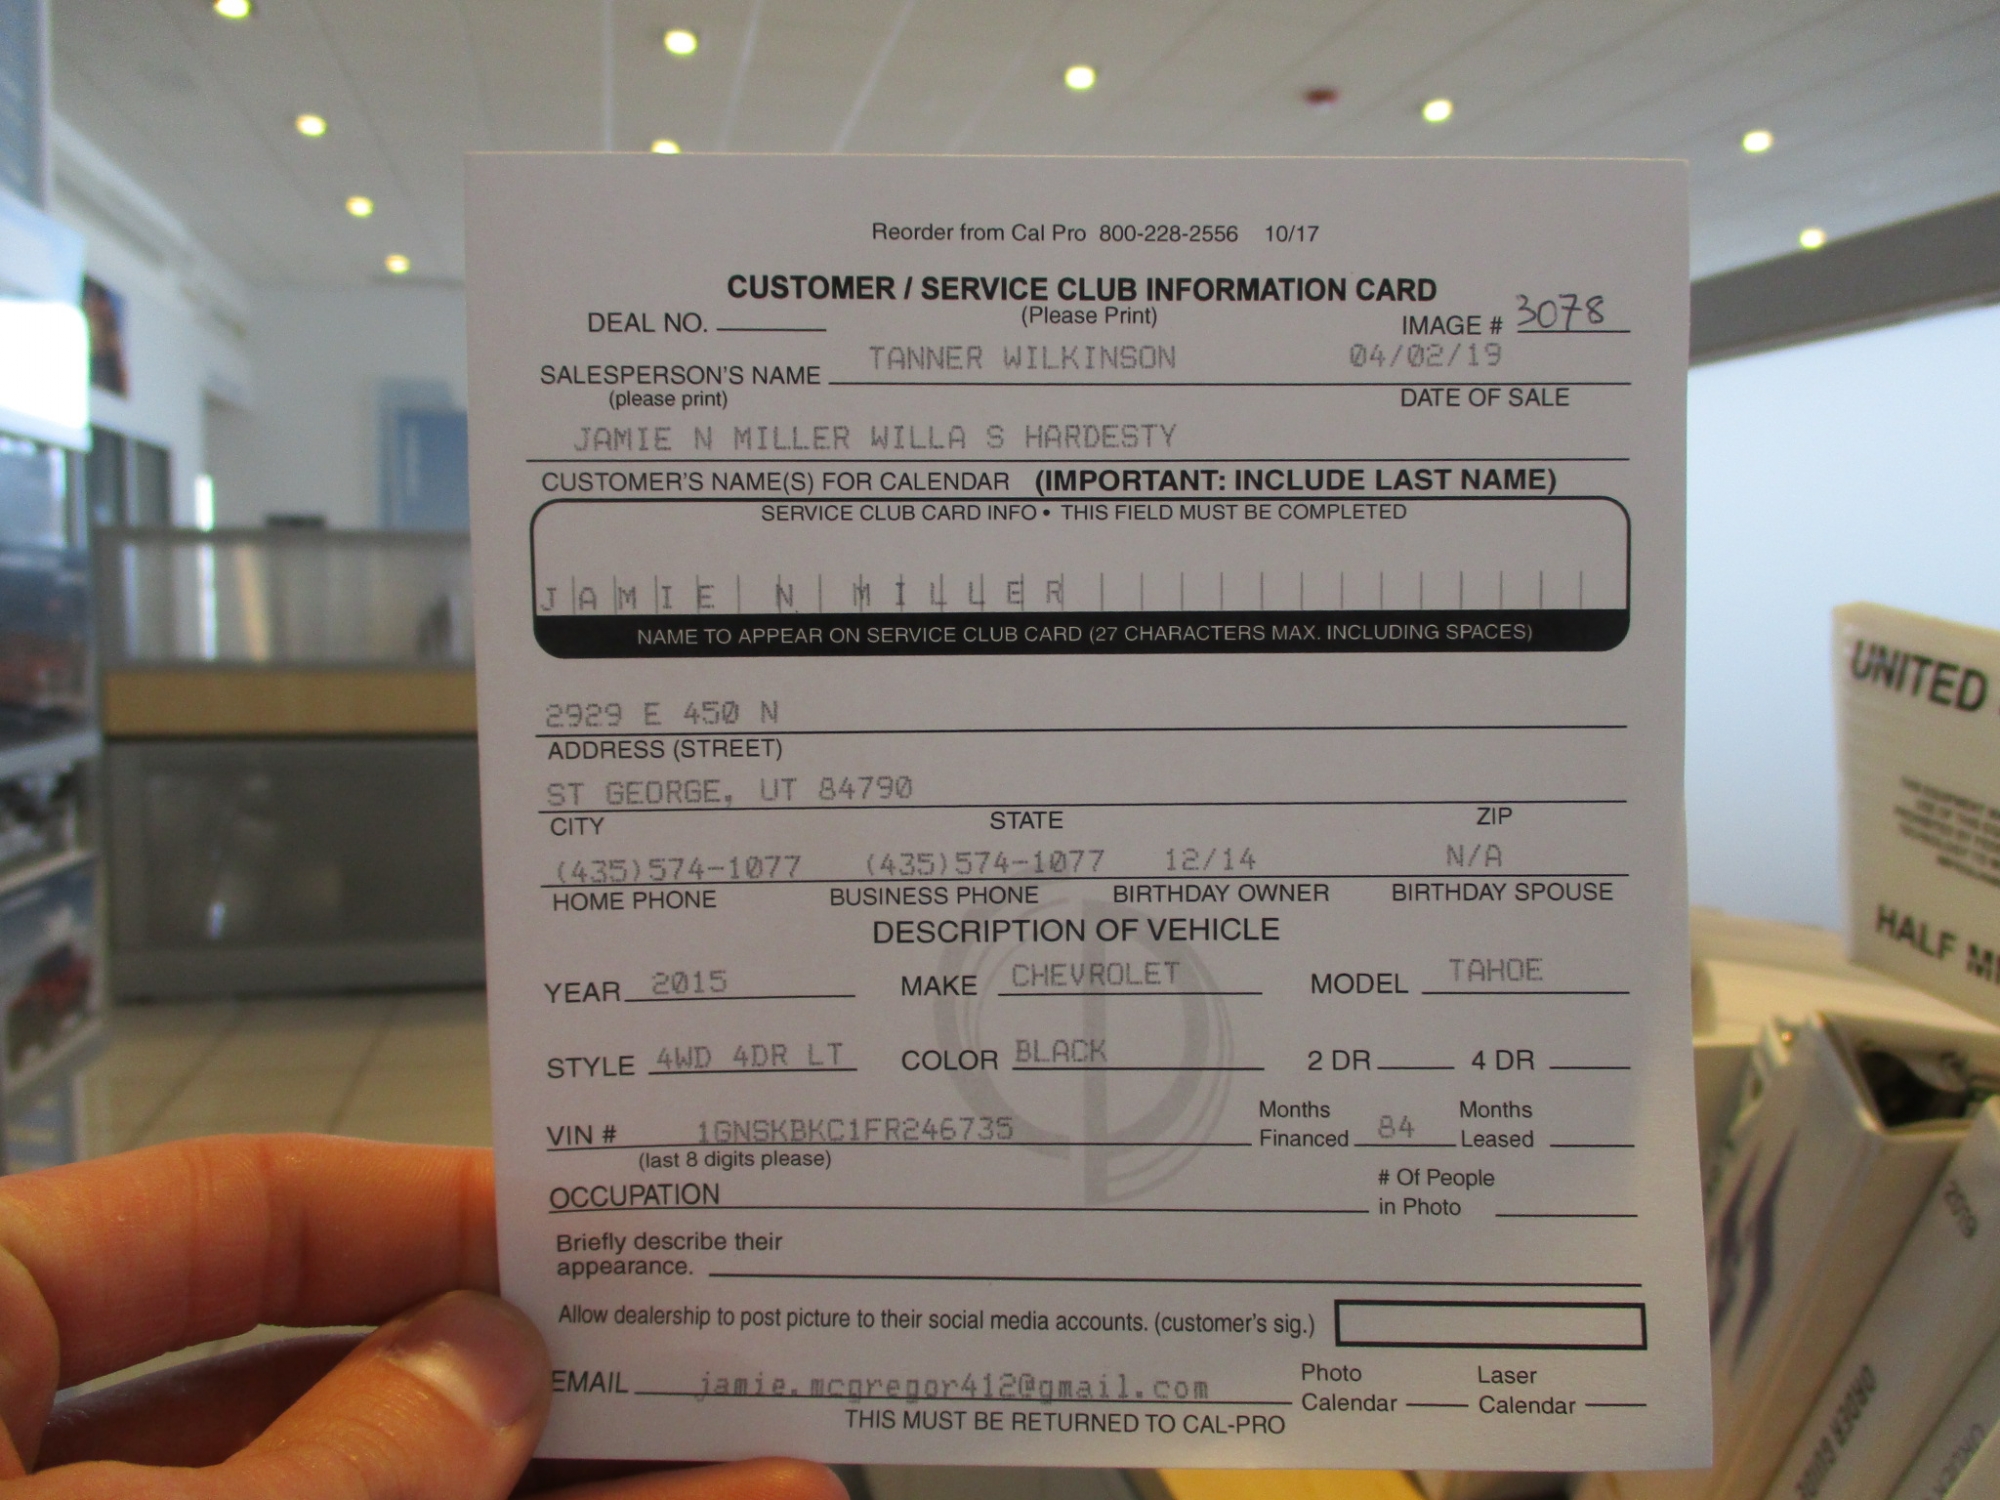 Reorder from Cal Pro 800-228-2556 10/17
CUSTOMER / SERVICE CLUB INFORMATION CARD
DEAL NO. (Please Print) IMAGE # 3078
SALESPERSON'S NAME TANNER WILKINSON 04/02/19
(please print) DATE OF SALE
JAMIE N MILLER WILLA S HARDESTY
CUSTOMER'S NAME(S) FOR CALENDAR (IMPORTANT: INCLUDE LAST NAME)
SERVICE CLUB CARD INFO • THIS FIELD MUST BE COMPLETED
JAMIE N MILLER
NAME TO APPEAR ON SERVICE CLUB CARD (27 CHARACTERS MAX. INCLUDING SPACES)
2929 E 450 N
ADDRESS (STREET)
ST GEORGE, UT 84790
CITY STATE ZIP
(435)574-1077 (435)574-1077 12/14 N/A
HOME PHONE BUSINESS PHONE BIRTHDAY OWNER BIRTHDAY SPOUSE
DESCRIPTION OF VEHICLE
YEAR 2015 MAKE CHEVROLET MODEL TAHOE
STYLE 4WD 4DR LT COLOR BLACK 2 DR 4 DR
VIN # 1GNSKBKC1FR246735 Months Financed 84 Months Leased
(last 8 digits please)
OCCUPATION # Of People in Photo
Briefly describe their
appearance.
Allow dealership to post picture to their social media accounts. (customer's sig.)
EMAIL jamie.mcgregor412@gmail.com Photo Calendar Laser Calendar
THIS MUST BE RETURNED TO CAL-PRO
UNITED
HALF
2019